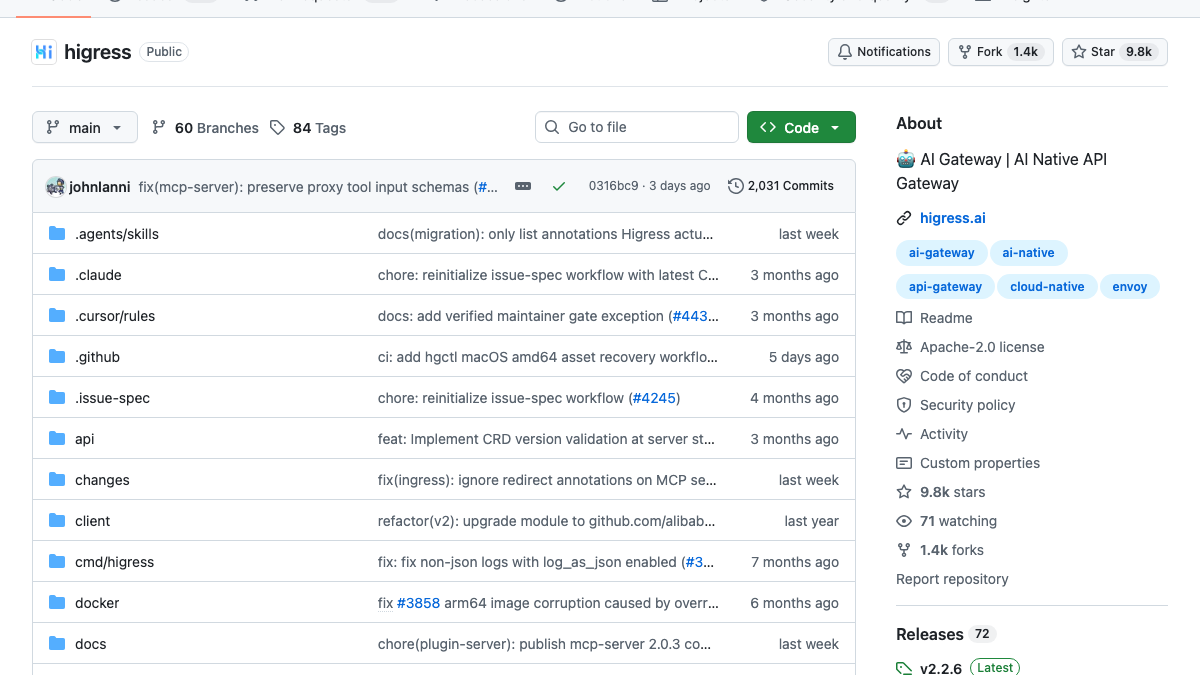 higress Public Notifications Fork 1.4k Star 9.8k
main 60 Branches 84 Tags Go to file Code
johnlanni fix(mcp-server): preserve proxy tool input schemas (#... 0316bc9 · 3 days ago 2,031 Commits
.agents/skills docs(migration): only list annotations Higress actu... last week
.claude chore: reinitialize issue-spec workflow with latest C... 3 months ago
.cursor/rules docs: add verified maintainer gate exception (#443... 3 months ago
.github ci: add hgctl macOS amd64 asset recovery workflo... 5 days ago
.issue-spec chore: reinitialize issue-spec workflow (#4245) 4 months ago
api feat: Implement CRD version validation at server st... 3 months ago
changes fix(ingress): ignore redirect annotations on MCP se... last week
client refactor(v2): upgrade module to github.com/alibab... last year
cmd/higress fix: fix non-json logs with log_as_json enabled (#3... 7 months ago
docker fix #3858 arm64 image corruption caused by overr... 6 months ago
docs chore(plugin-server): publish mcp-server 2.0.3 co... last week
About
AI Gateway | AI Native API
Gateway
higress.ai
ai-gateway ai-native
api-gateway cloud-native envoy
Readme
Apache-2.0 license
Code of conduct
Security policy
Activity
Custom properties
9.8k stars
71 watching
1.4k forks
Report repository
Releases 72
v2.2.6 Latest